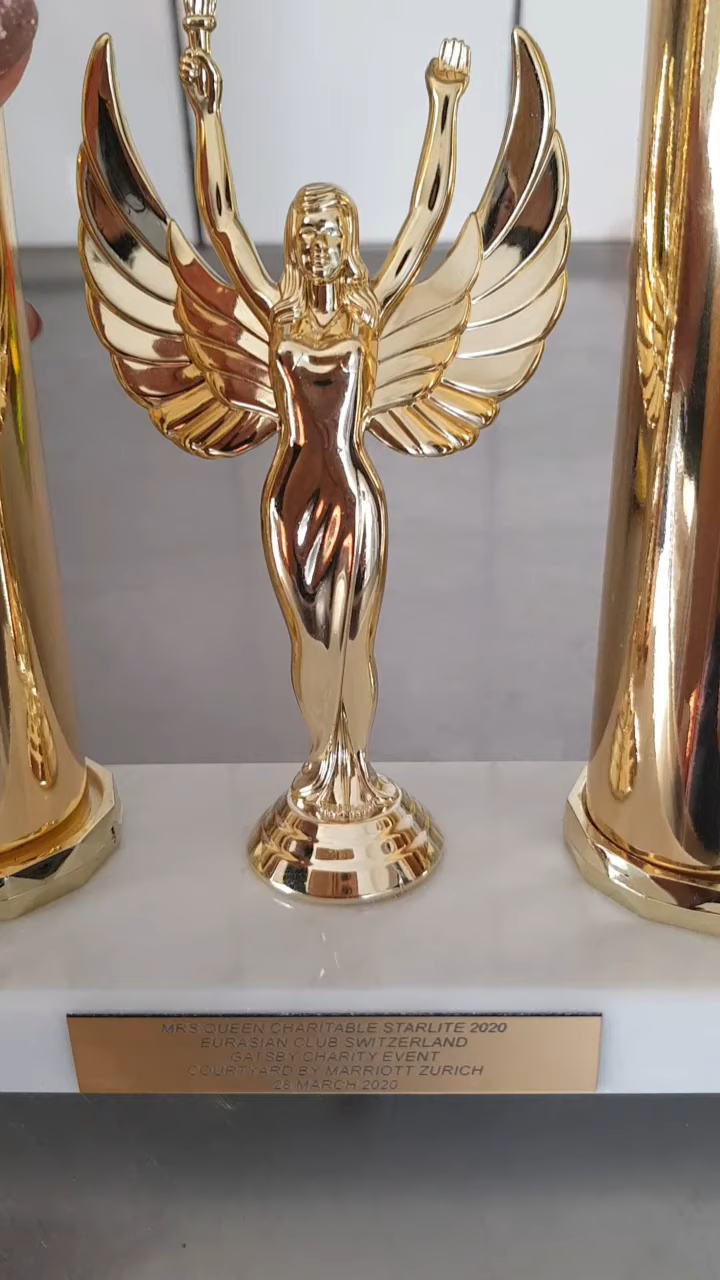 MRS QUEEN CHARITABLE STARLITE 2020
EURASIAN CLUB SWITZERLAND
GATSBY CHARITY EVENT
COURTYARD BY MARRIOTT ZURICH
28 MARCH 2020